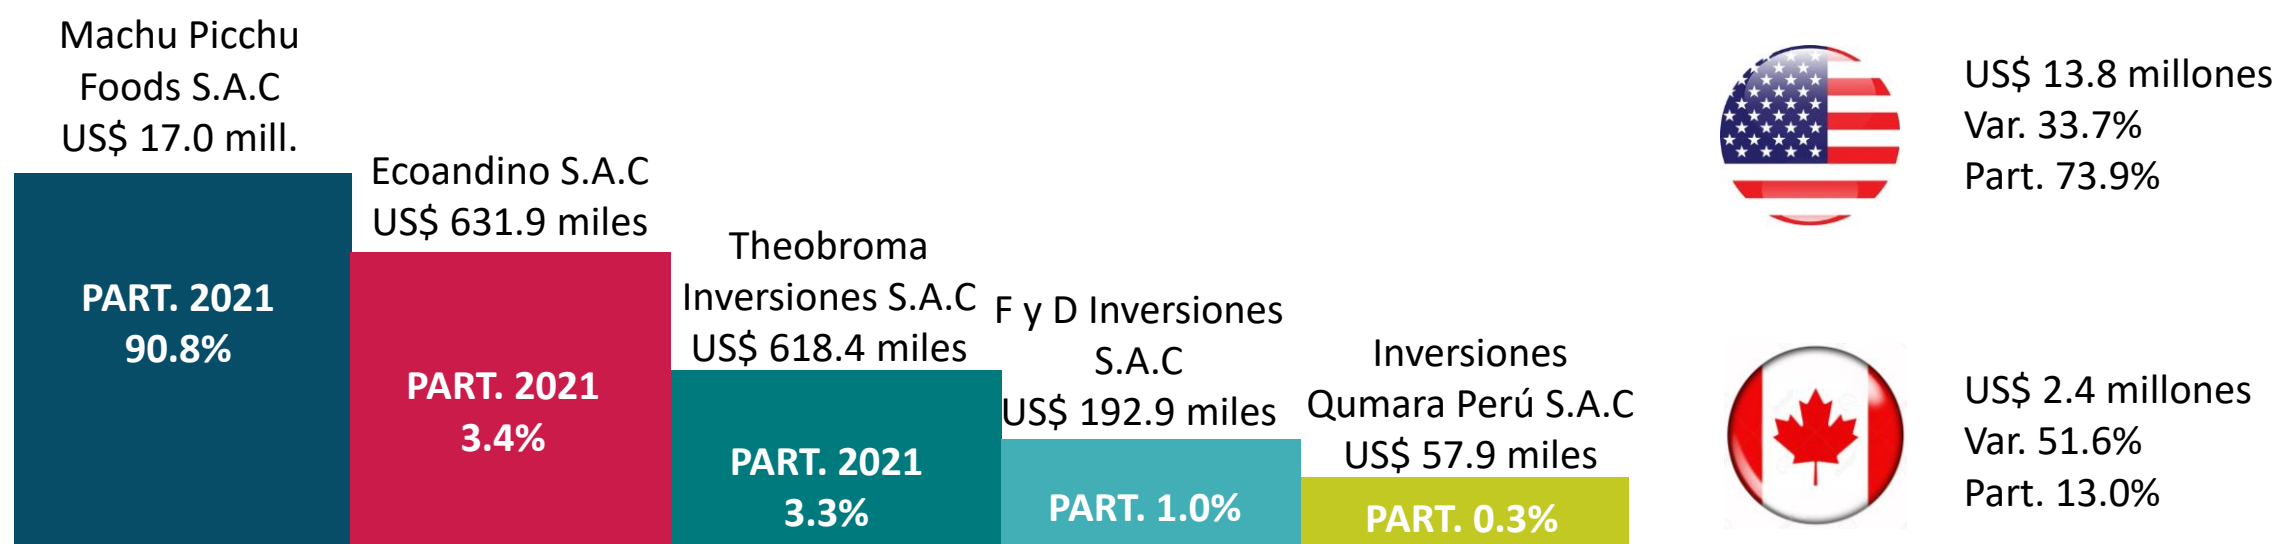 Machu Picchu
Foods S.A.C
US$ 17.0 mill.
PART. 2021
90.8%
Ecoandino S.A.C
US$ 631.9 miles
PART. 2021
3.4%
Theobroma
Inversiones S.A.C
US$ 618.4 miles
PART. 2021
3.3%
F y D Inversiones
S.A.C
US$ 192.9 miles
PART. 1.0%
Inversiones
Qumara Perú S.A.C
US$ 57.9 miles
PART. 0.3%
US$ 13.8 millones
Var. 33.7%
Part. 73.9%
US$ 2.4 millones
Var. 51.6%
Part. 13.0%